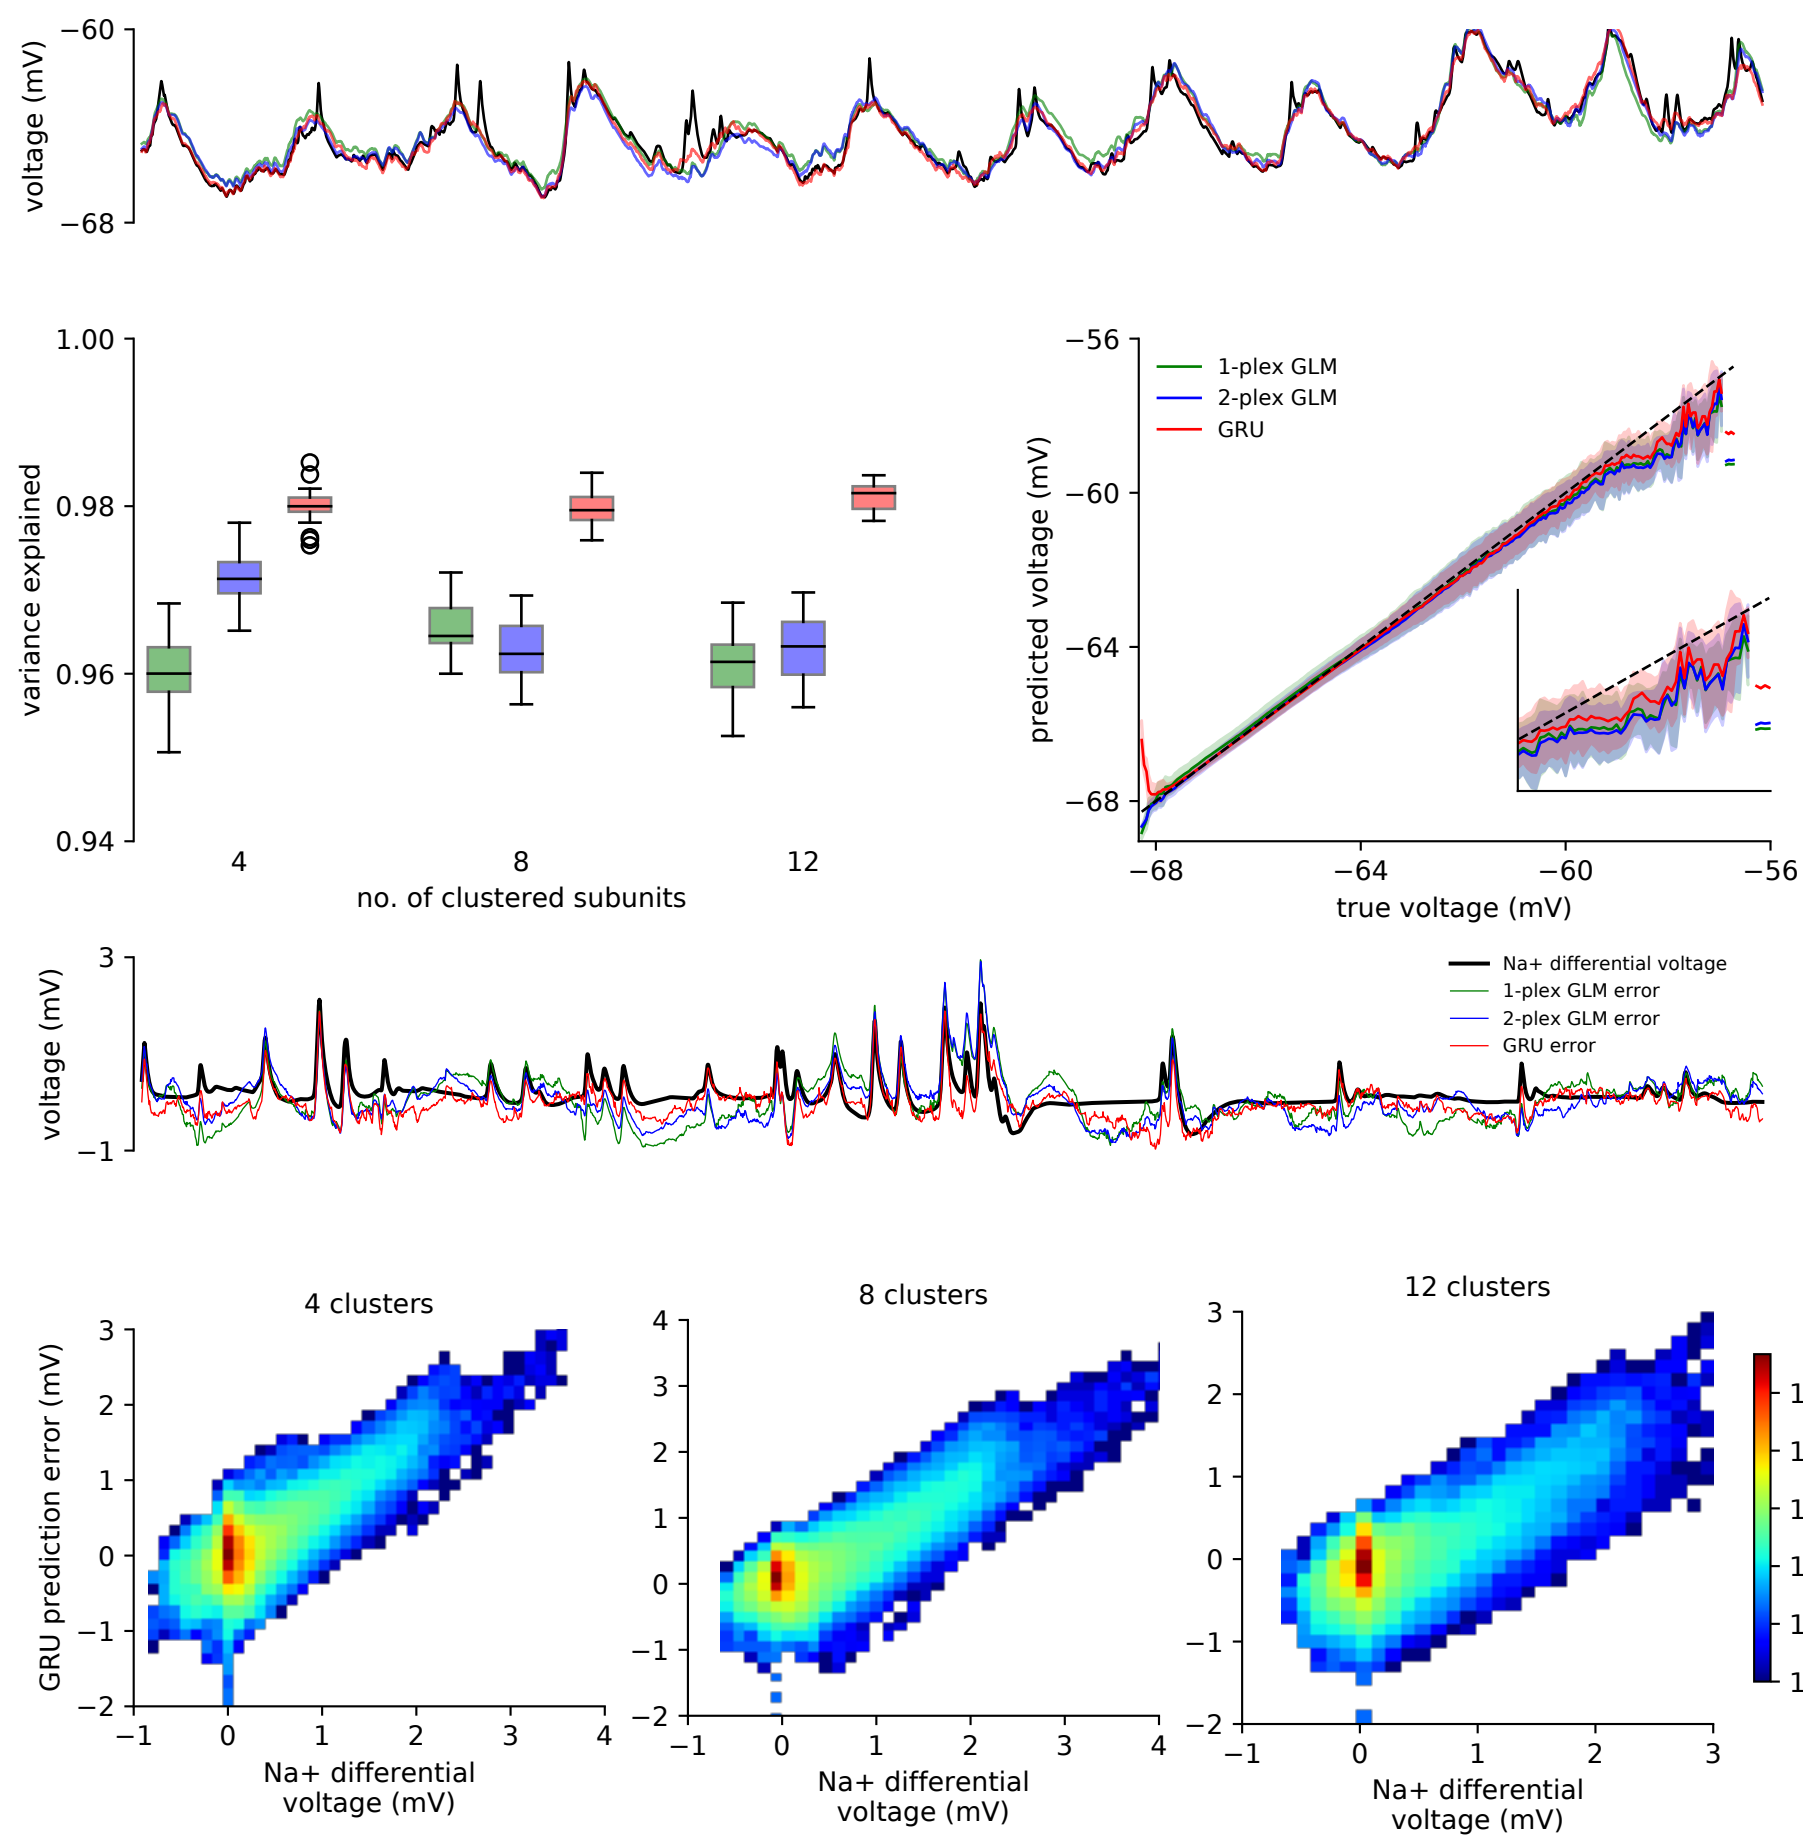 −60
voltage (mV)
−68
1.00
0.98
variance explained
0.96
0.94
4
8
12
no. of clustered subunits
−56
1-plex GLM
2-plex GLM
GRU
−60
predicted voltage (mV)
−64
−68
−68
−64
−60
−56
true voltage (mV)
3
voltage (mV)
−1
Na+ differential voltage
1-plex GLM error
2-plex GLM error
GRU error
4 clusters
3
2
1
0
−1
−2
GRU prediction error (mV)
−1
0
1
2
3
4
Na+ differential
voltage (mV)
8 clusters
4
3
2
1
0
−1
−2
−1
0
1
2
3
4
Na+ differential
voltage (mV)
12 clusters
3
2
1
0
−1
−2
−1
0
1
2
3
Na+ differential
voltage (mV)